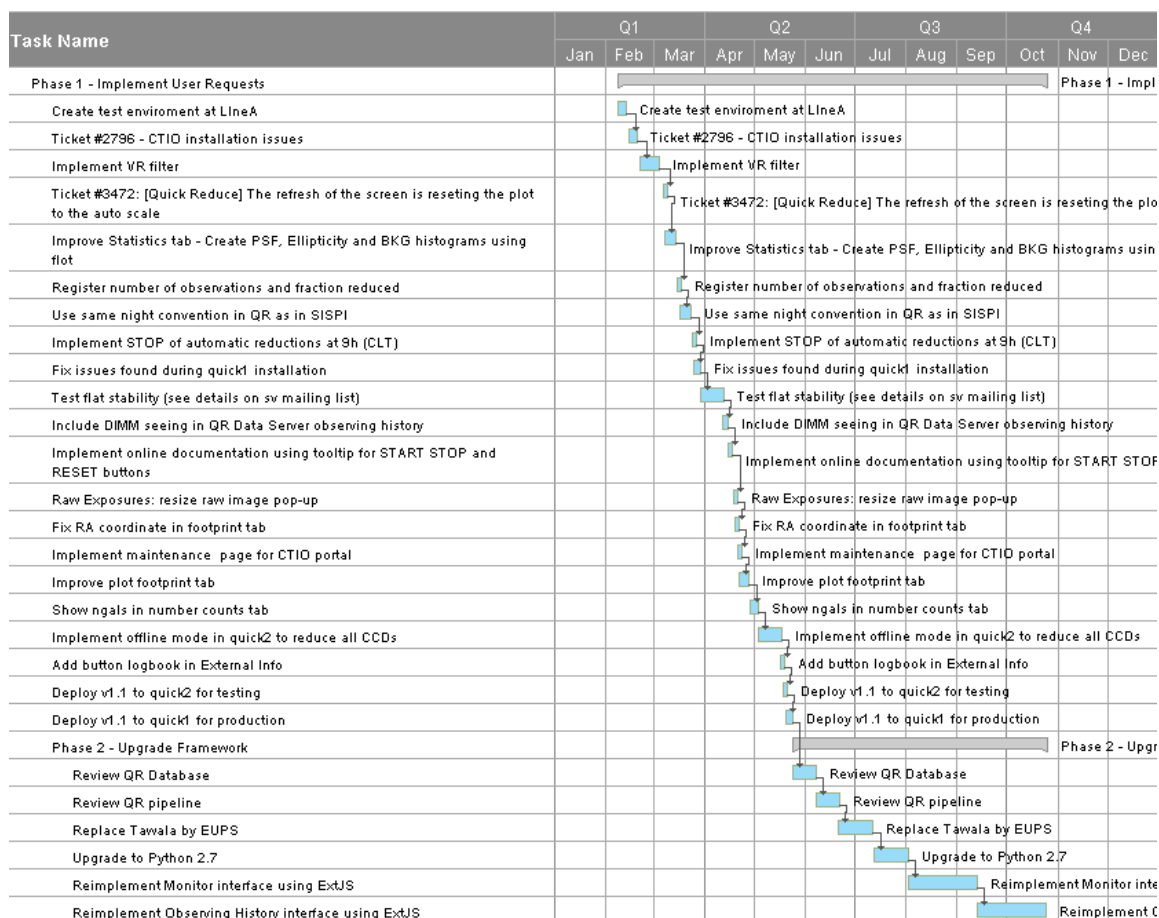 Task Name
Q1 Q2 Q3 Q4
Jan Feb Mar Apr May Jun Jul Aug Sep Oct Nov Dec
Phase 1 - Implement User Requests
Phase 1 - Impl
Create test enviroment at LIneA
Create test enviroment at LIneA
Ticket #2796 - CTIO installation issues
Ticket #2796 - CTIO installation issues
Implement VR filter
Implement VR filter
Ticket #3472: [Quick Reduce] The refresh of the screen is reseting the plot
to the auto scale
Ticket #3472: [Quick Reduce] The refresh of the screen is reseting the plo
Improve Statistics tab - Create PSF, Ellipticity and BKG histograms using
flot
Improve Statistics tab - Create PSF, Ellipticity and BKG histograms usin
Register number of observations and fraction reduced
Register number of observations and fraction reduced
Use same night convention in QR as in SISPI
Use same night convention in QR as in SISPI
Implement STOP of automatic reductions at 9h (CLT)
Implement STOP of automatic reductions at 9h (CLT)
Fix issues found during quick1 installation
Fix issues found during quick1 installation
Test flat stability (see details on sv mailing list)
Test flat stability (see details on sv mailing list)
Include DIMM seeing in QR Data Server observing history
Include DIMM seeing in QR Data Server observing history
Implement online documentation using tooltip for START STOP and
RESET buttons
Implement online documentation using tooltip for START STOP
Raw Exposures: resize raw image pop-up
Raw Exposures: resize raw image pop-up
Fix RA coordinate in footprint tab
Fix RA coordinate in footprint tab
Implement maintenance page for CTIO portal
Implement maintenance page for CTIO portal
Improve plot footprint tab
Improve plot footprint tab
Show ngals in number counts tab
Show ngals in number counts tab
Implement offline mode in quick2 to reduce all CCDs
Implement offline mode in quick2 to reduce all CCDs
Add button logbook in External Info
Add button logbook in External Info
Deploy v1.1 to quick2 for testing
Deploy v1.1 to quick2 for testing
Deploy v1.1 to quick1 for production
Deploy v1.1 to quick1 for production
Phase 2 - Upgrade Framework
Phase 2 - Upgr
Review QR Database
Review QR Database
Review QR pipeline
Review QR pipeline
Replace Tawala by EUPS
Replace Tawala by EUPS
Upgrade to Python 2.7
Upgrade to Python 2.7
Reimplement Monitor interface using ExtJS
Reimplement Monitor inte
Reimplement Observing History interface using ExtJS
Reimplement O